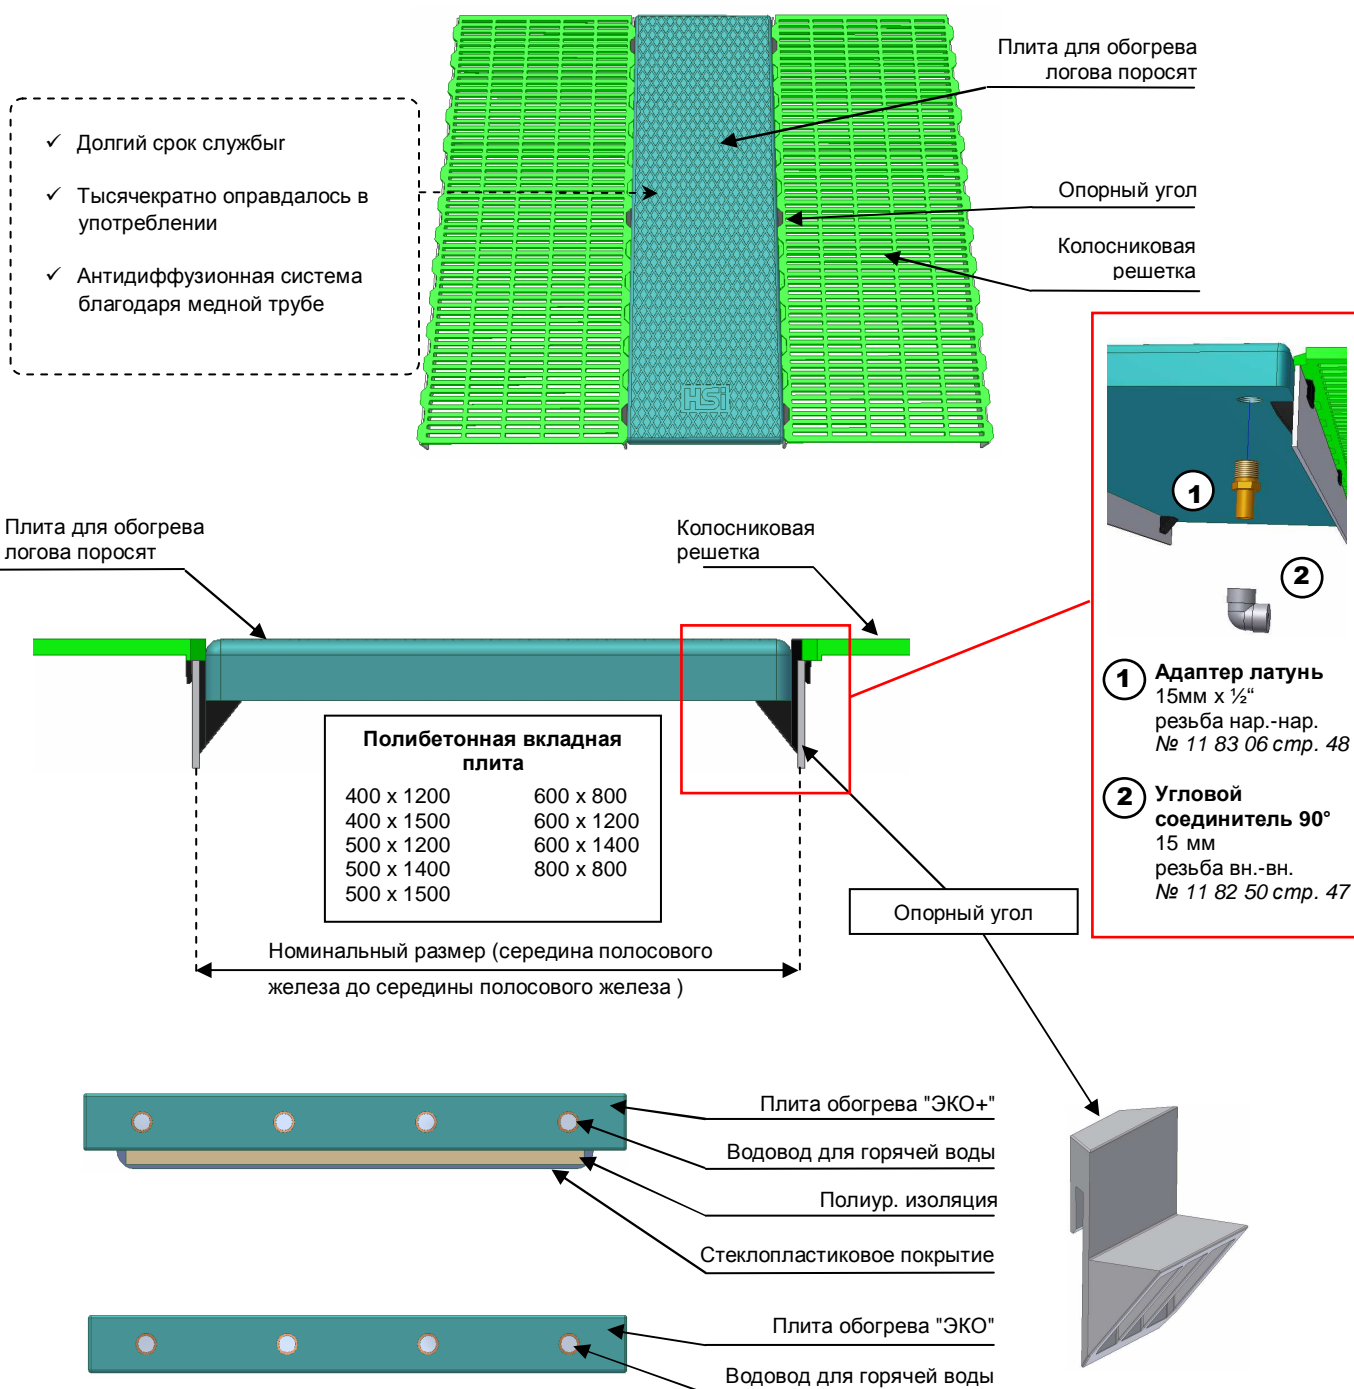 Плита для обогрева
логова поросят
✓ Долгий срок службыr
✓ Тысячекратно оправдалось в
употреблении
✓ Антидиффузионная система
благодаря медной трубе
Опорный угол
Колосниковая
решетка
HSi
Плита для обогрева
логова поросят
Колосниковая
решетка
1
2
1 Адаптер латунь
15мм x ½“
резьба нар.-нар.
№ 11 83 06 стр. 48
2 Угловой
соединитель 90°
15 мм
резьба вн.-вн.
№ 11 82 50 стр. 47
Полибетонная вкладная
плита
400 x 1200 600 x 800
400 x 1500 600 x 1200
500 x 1200 600 x 1400
500 x 1400 800 x 800
500 x 1500
Опорный угол
Номинальный размер (середина полосового
железа до середины полосового железа )
Плита обогрева "ЭКО+"
Водовод для горячей воды
Полиур. изоляция
Стеклопластиковое покрытие
Плита обогрева "ЭКО"
Водовод для горячей воды